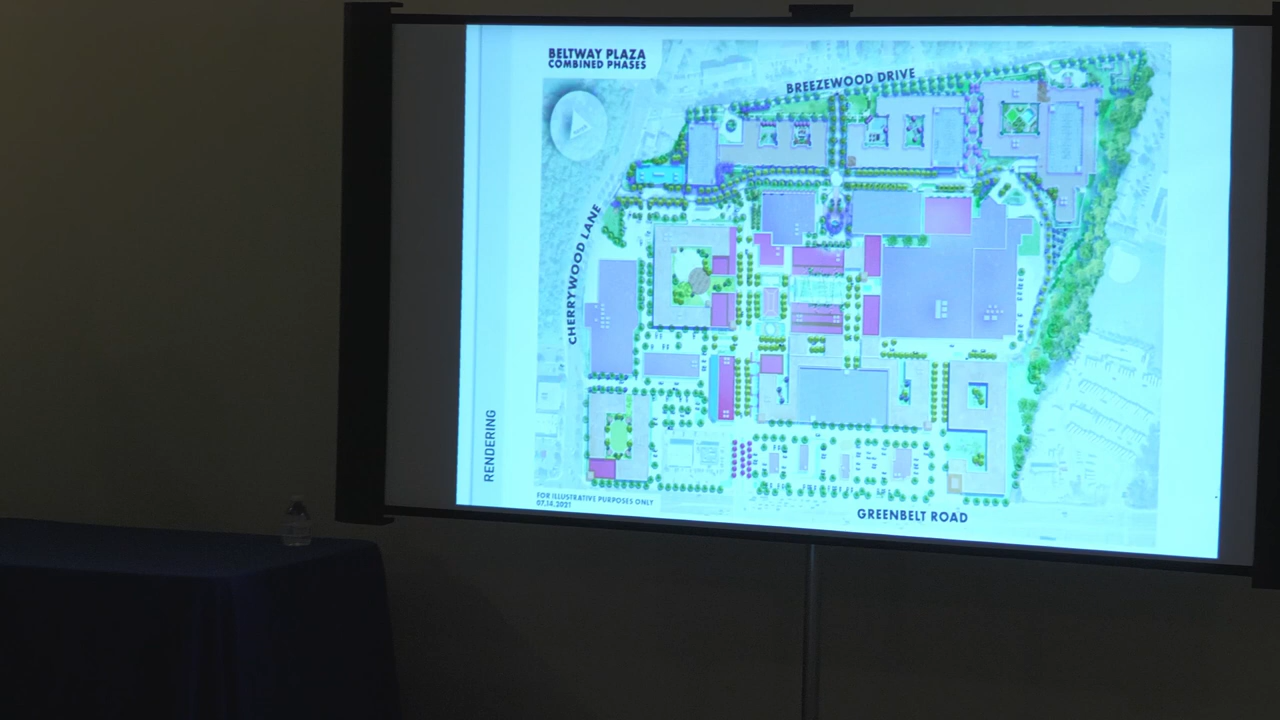 BELTWAY PLAZA
COMBINED PHASES
BREEZEWOOD DRIVE
CHERRYWOOD LANE
RENDERING
FOR ILLUSTRATIVE PURPOSES ONLY
07.14.2021
GREENBELT ROAD